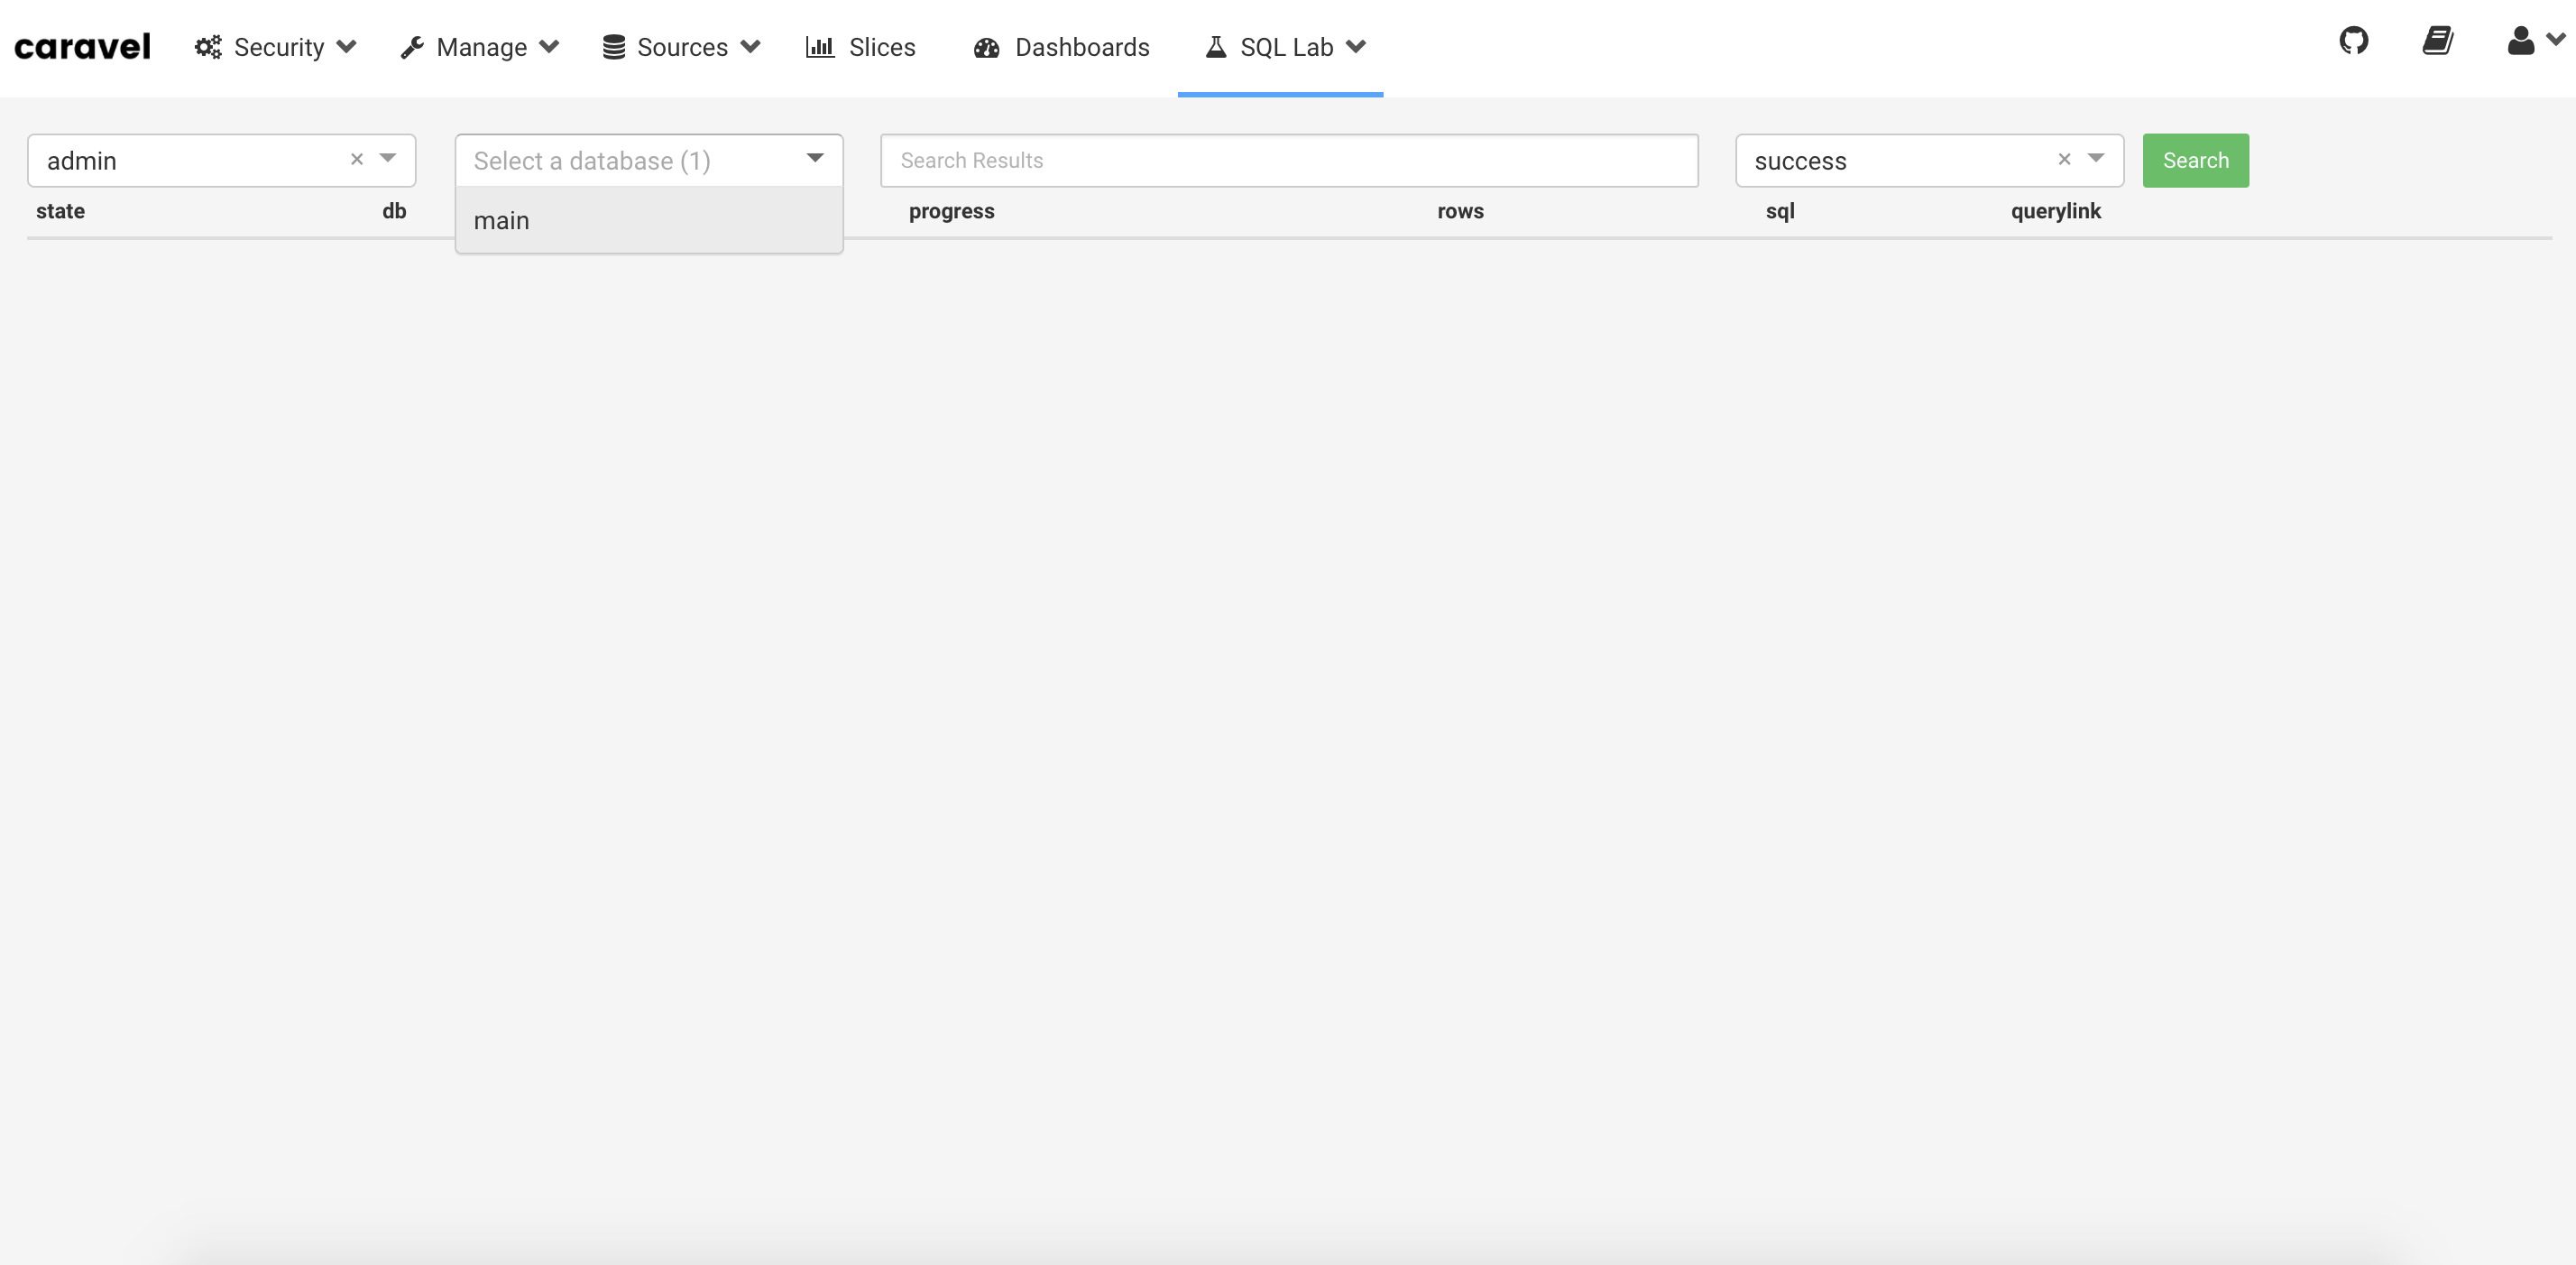 caravel Security Manage Sources Slices Dashboards SQL Lab
admin × Select a database (1) Search Results success × Search
state db progress rows sql querylink
main